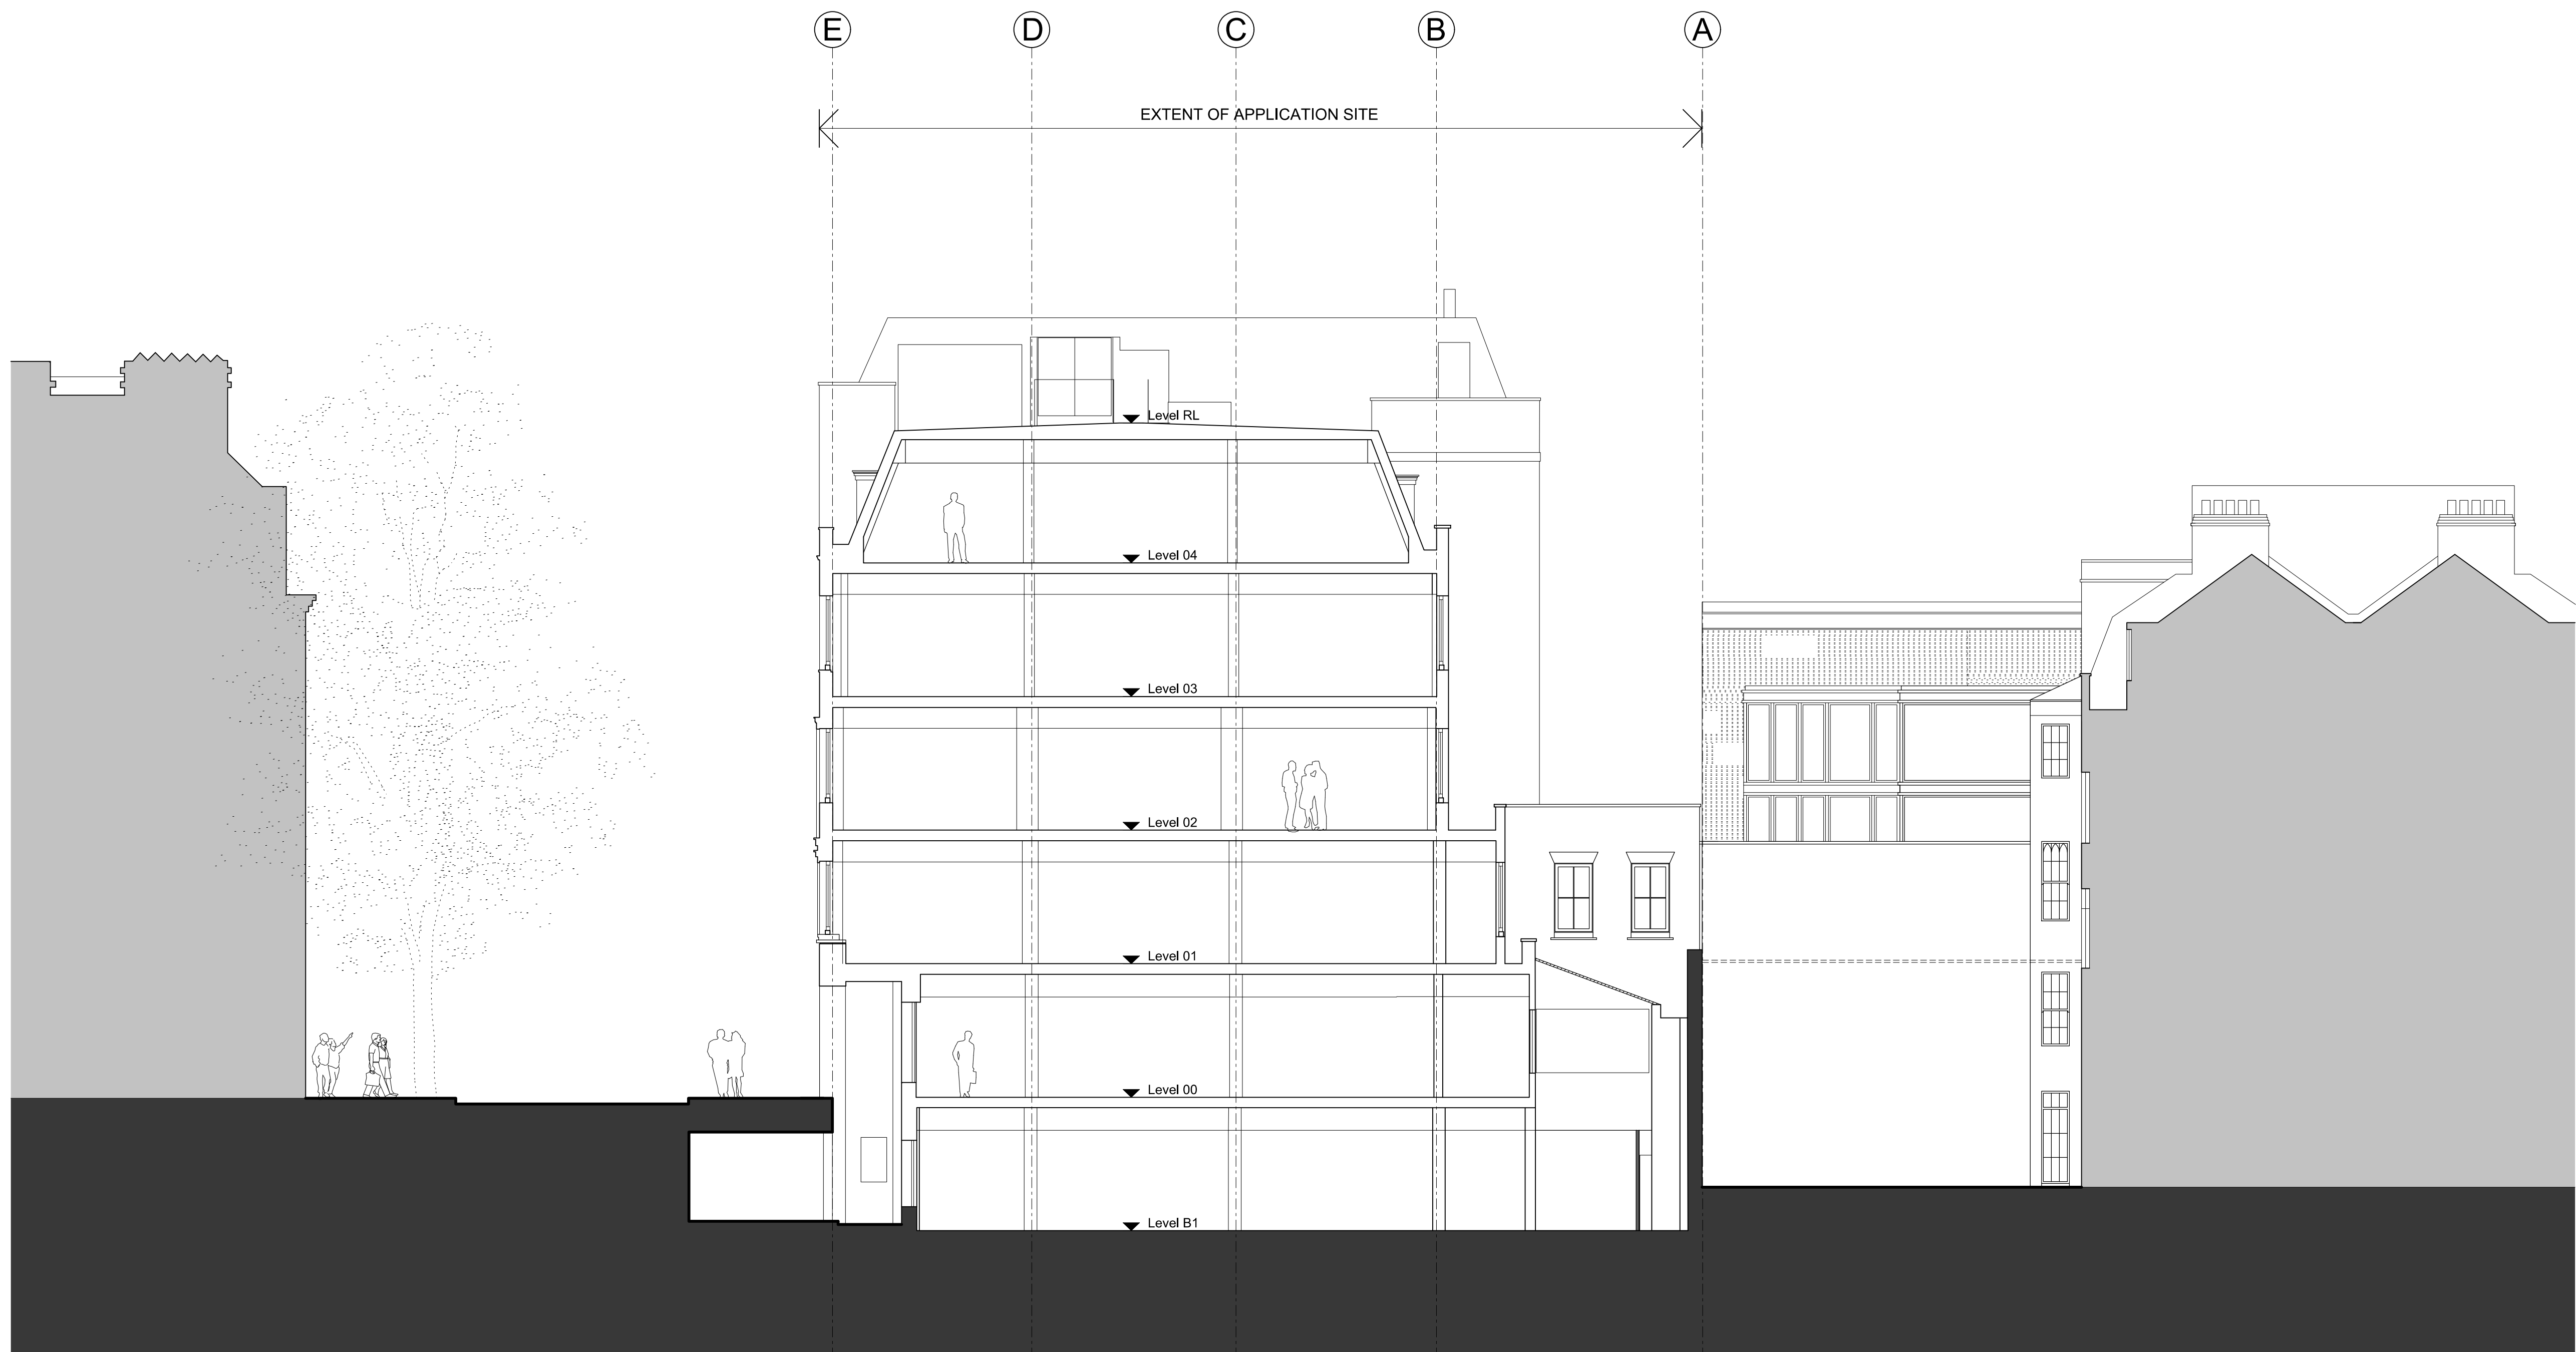 E D C B A
EXTENT OF APPLICATION SITE
Level RL
Level 04
Level 03
Level 02
Level 01
Level 00
Level B1